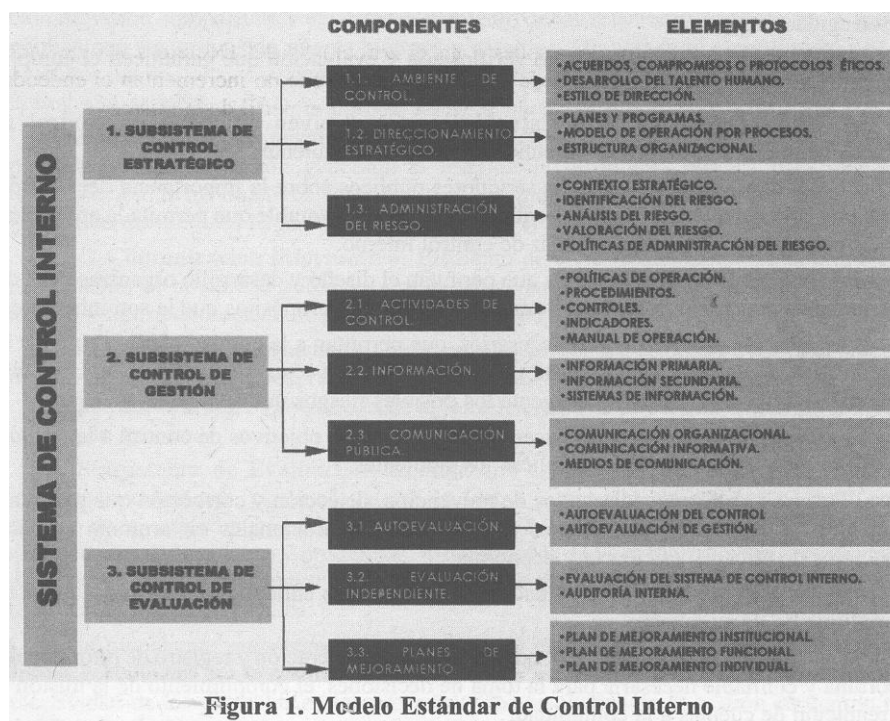 COMPONENTES
ELEMENTOS
SISTEMA DE CONTROL INTERNO
1. SUBSISTEMA DE
CONTROL
ESTRATÉGICO
1.1. AMBIENTE DE
CONTROL.
•ACUERDOS, COMPROMISOS O PROTOCOLOS ÉTICOS.
•DESARROLLO DEL TALENTO HUMANO.
•ESTILO DE DIRECCIÓN.
1.2. DIRECCIONAMIENTO
ESTRATÉGICO.
•PLANES Y PROGRAMAS.
•MODELO DE OPERACIÓN POR PROCESOS.
•ESTRUCTURA ORGANIZACIONAL.
1.3. ADMINISTRACIÓN
DEL RIESGO.
•CONTEXTO ESTRATÉGICO.
•IDENTIFICACIÓN DEL RIESGO.
•ANÁLISIS DEL RIESGO.
•VALORACIÓN DEL RIESGO.
•POLÍTICAS DE ADMINISTRACIÓN DEL RIESGO.
2. SUBSISTEMA DE
CONTROL DE
GESTIÓN
2.1. ACTIVIDADES DE
CONTROL.
•POLÍTICAS DE OPERACIÓN.
•PROCEDIMIENTOS.
•CONTROLES.
•INDICADORES.
•MANUAL DE OPERACIÓN.
2.2. INFORMACIÓN.
•INFORMACIÓN PRIMARIA.
•INFORMACIÓN SECUNDARIA.
•SISTEMAS DE INFORMACIÓN.
2.3. COMUNICACIÓN
PÚBLICA.
•COMUNICACIÓN ORGANIZACIONAL.
•COMUNICACIÓN INFORMATIVA.
•MEDIOS DE COMUNICACIÓN.
3. SUBSISTEMA DE
CONTROL DE
EVALUACIÓN
3.1. AUTOEVALUACIÓN.
•AUTOEVALUACIÓN DEL CONTROL
•AUTOEVALUACIÓN DE GESTIÓN.
3.2. EVALUACIÓN
INDEPENDIENTE.
•EVALUACIÓN DEL SISTEMA DE CONTROL INTERNO.
•AUDITORÍA INTERNA.
3.3. PLANES DE
MEJORAMIENTO.
•PLAN DE MEJORAMIENTO INSTITUCIONAL.
•PLAN DE MEJORAMIENTO FUNCIONAL.
•PLAN DE MEJORAMIENTO INDIVIDUAL.
Figura 1. Modelo Estándar de Control Interno